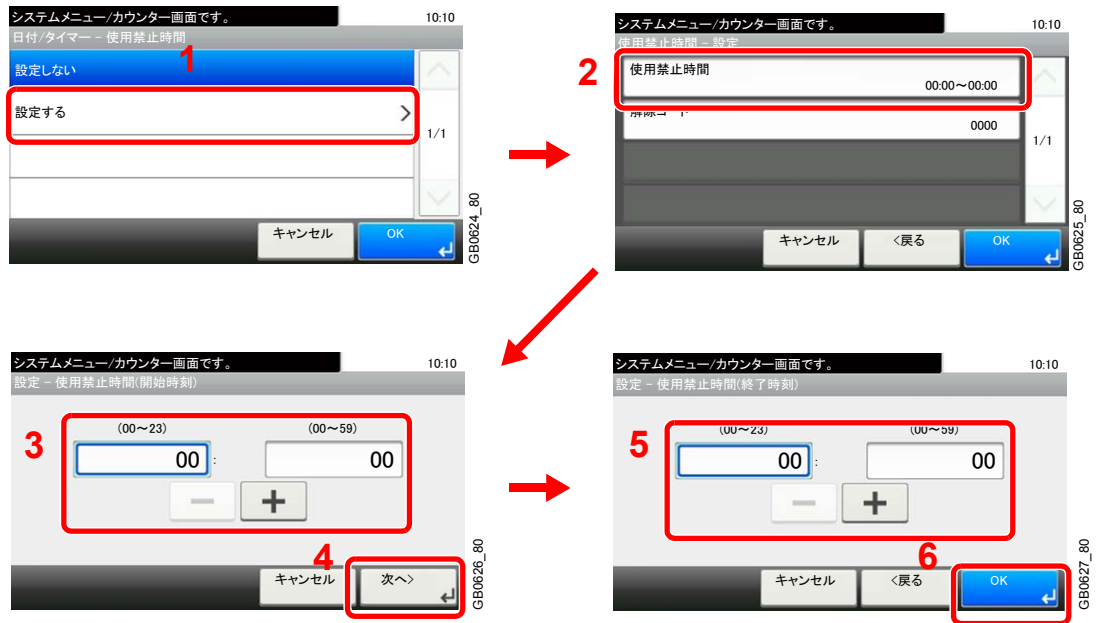 システムメニュー/カウンター画面です。 10:10
日付/タイマー - 使用禁止時間
1
設定しない
設定する >
1/1
キャンセル OK
GB0624_80
システムメニュー/カウンター画面です。 10:10
使用禁止時間 - 設定
2
使用禁止時間
00:00～00:00
解除コード
0000
1/1
キャンセル <戻る OK
GB0625_80
システムメニュー/カウンター画面です。 10:10
設定 - 使用禁止時間(開始時刻)
3
(00～23) (00～59)
00 : 00
4
キャンセル 次へ>
GB0626_80
システムメニュー/カウンター画面です。 10:10
設定 - 使用禁止時間(終了時刻)
5
(00～23) (00～59)
00 : 00
6
キャンセル <戻る OK
GB0627_80